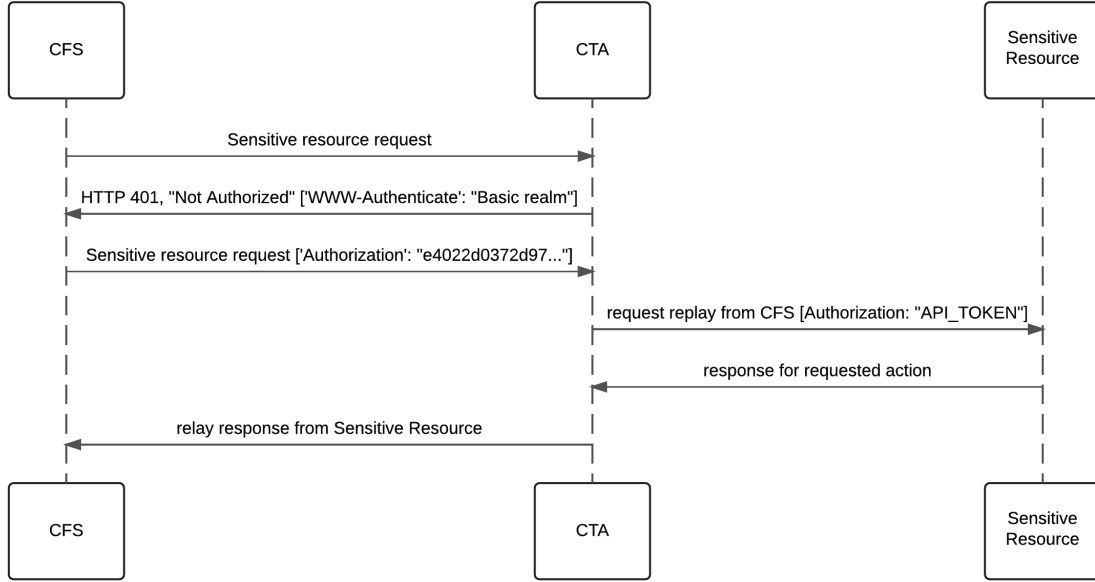 CFS
CTA
Sensitive
Resource
Sensitive resource request
HTTP 401, "Not Authorized" ['WWW-Authenticate': "Basic realm"]
Sensitive resource request ['Authorization': "e4022d0372d97..."]
request replay from CFS [Authorization: "API_TOKEN"]
response for requested action
relay response from Sensitive Resource
CFS
CTA
Sensitive
Resource